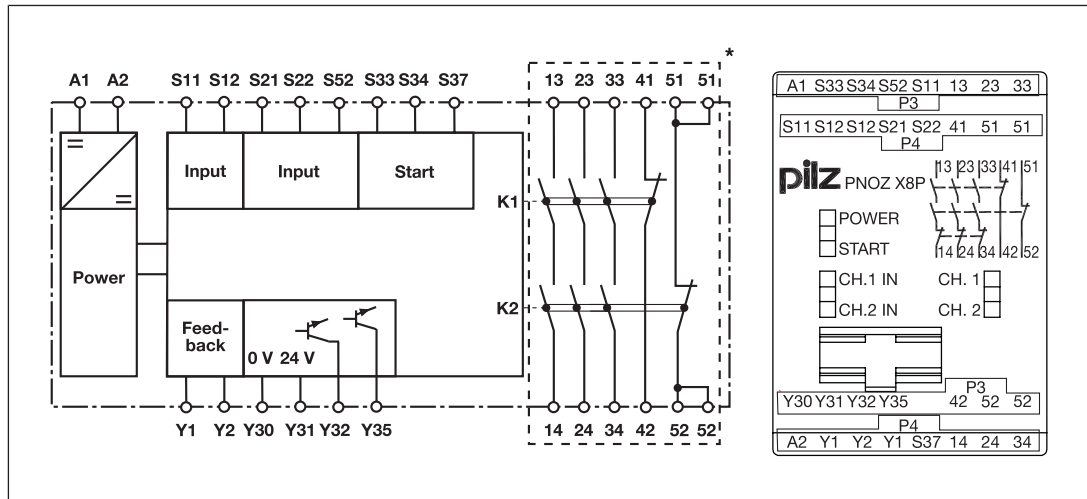 *
A1 A2 S11 S12 S21 S22 S52 S33 S34 S37 13 23 33 41 51 51
Input Input Start
K1
Power
K2
Feed-
back
0 V 24 V
Y1 Y2 Y30 Y31 Y32 Y35 14 24 34 42 52 52
A1 S33 S34 S52 S11 13 23 33
P3
S11 S12 S12 S21 S22 41 51 51
P4
13 23 33 41 51
pilz PNOZ X8P
POWER
START
14 24 34 42 52
CH.1 IN CH. 1
CH.2 IN CH. 2
P3
Y30 Y31 Y32 Y35 42 52 52
P4
A2 Y1 Y2 Y1 S37 14 24 34